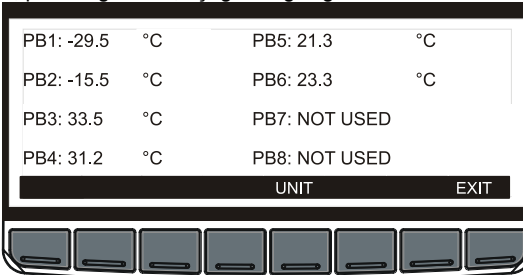 PB1: -29.5 °C PB5: 21.3 °C
PB2: -15.5 °C PB6: 23.3 °C
PB3: 33.5 °C PB7: NOT USED
PB4: 31.2 °C PB8: NOT USED
UNIT EXIT